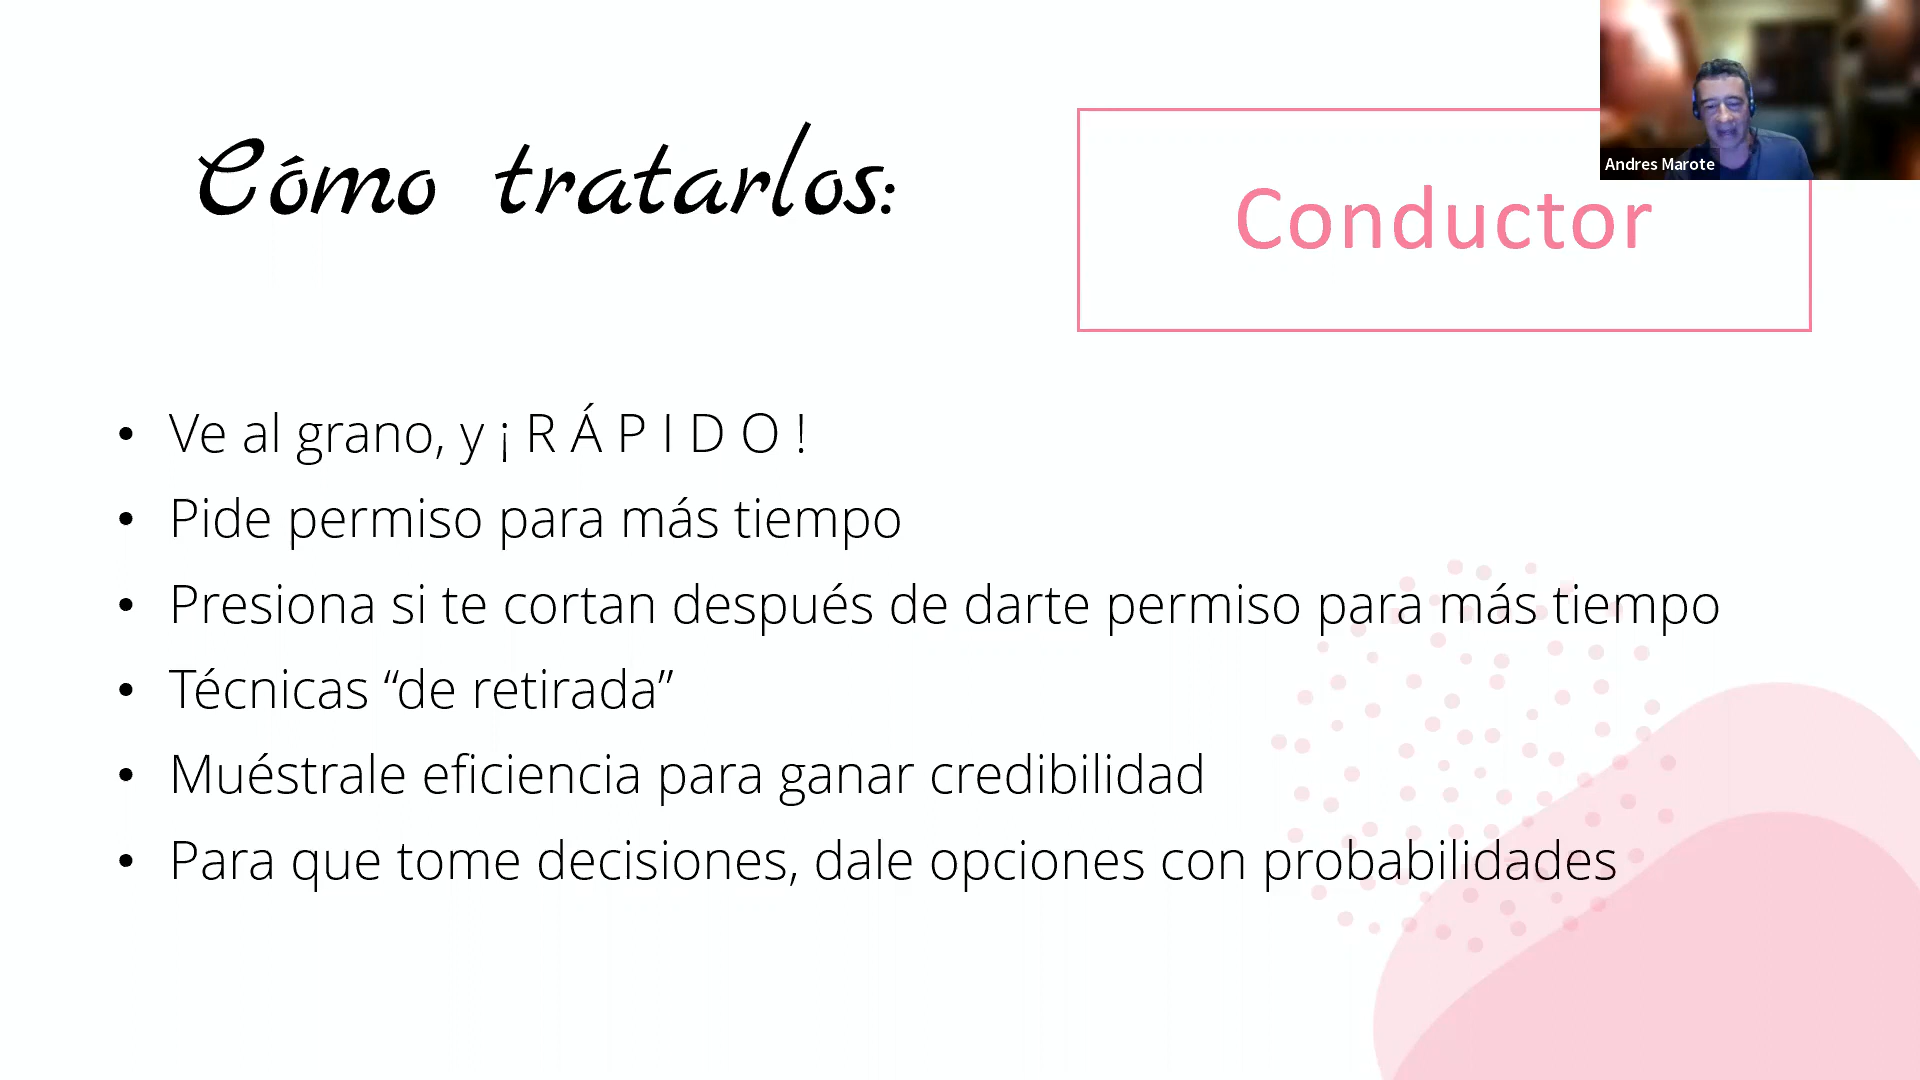 Andres Marote
Cómo tratarlos:
Conductor
• Ve al grano, y ¡ R Á P I D O !
• Pide permiso para más tiempo
• Presiona si te cortan después de darte permiso para más tiempo
• Técnicas “de retirada”
• Muéstrale eficiencia para ganar credibilidad
• Para que tome decisiones, dale opciones con probabilidades